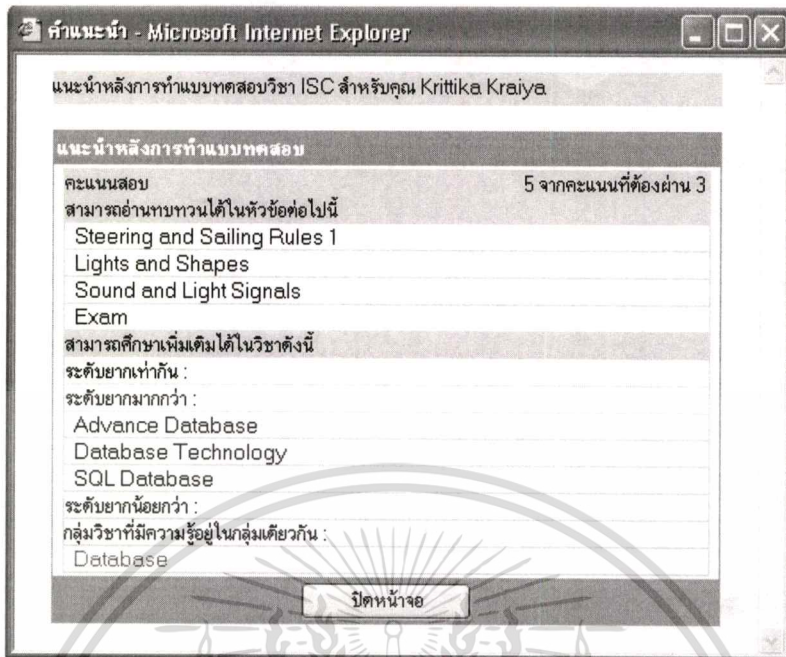 คำแนะนำ - Microsoft Internet Explorer
แนะนำหลังการทำแบบทดสอบวิชา ISC สำหรับคุณ Krittika Kraiya
แนะนำหลังการทำแบบทดสอบ
คะแนนสอบ 5 จากคะแนนที่ต้องผ่าน 3
สามารถอ่านทบทวนได้ในหัวข้อต่อไปนี้
Steering and Sailing Rules 1
Lights and Shapes
Sound and Light Signals
Exam
สามารถศึกษาเพิ่มเติมได้ในวิชาดังนี้
ระดับยากเท่ากัน :
ระดับยากมากกว่า :
Advance Database
Database Technology
SQL Database
ระดับยากน้อยกว่า :
กลุ่มวิชาที่มีความรู้อยู่ในกลุ่มเดียวกัน :
Database
ปิดหน้าจอ